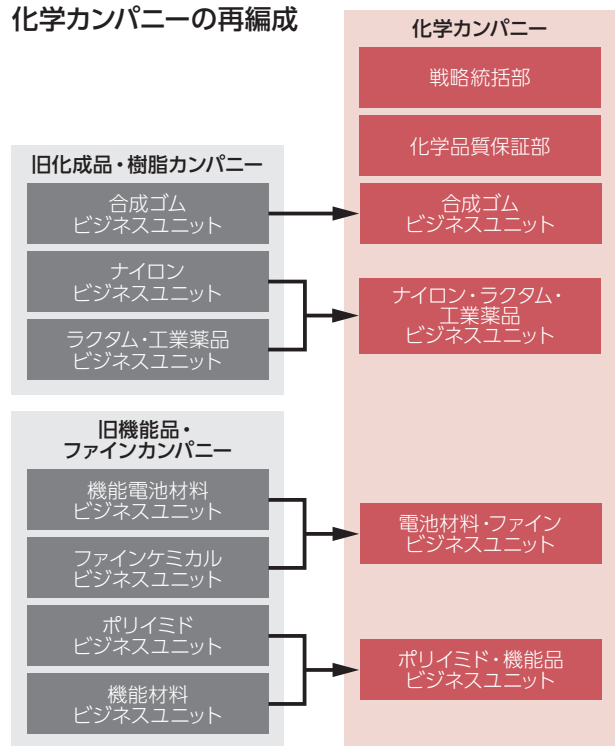 化学カンパニーの再編成
化学カンパニー
戦略統括部
化学品質保証部
旧化成品・樹脂カンパニー
合成ゴム
ビジネスユニット
合成ゴム
ビジネスユニット
ナイロン
ビジネスユニット
ラクタム・工業薬品
ビジネスユニット
ナイロン・ラクタム・
工業薬品
ビジネスユニット
旧機能品・
ファインカンパニー
機能電池材料
ビジネスユニット
ファインケミカル
ビジネスユニット
電池材料・ファイン
ビジネスユニット
ポリイミド
ビジネスユニット
機能材料
ビジネスユニット
ポリイミド・機能品
ビジネスユニット